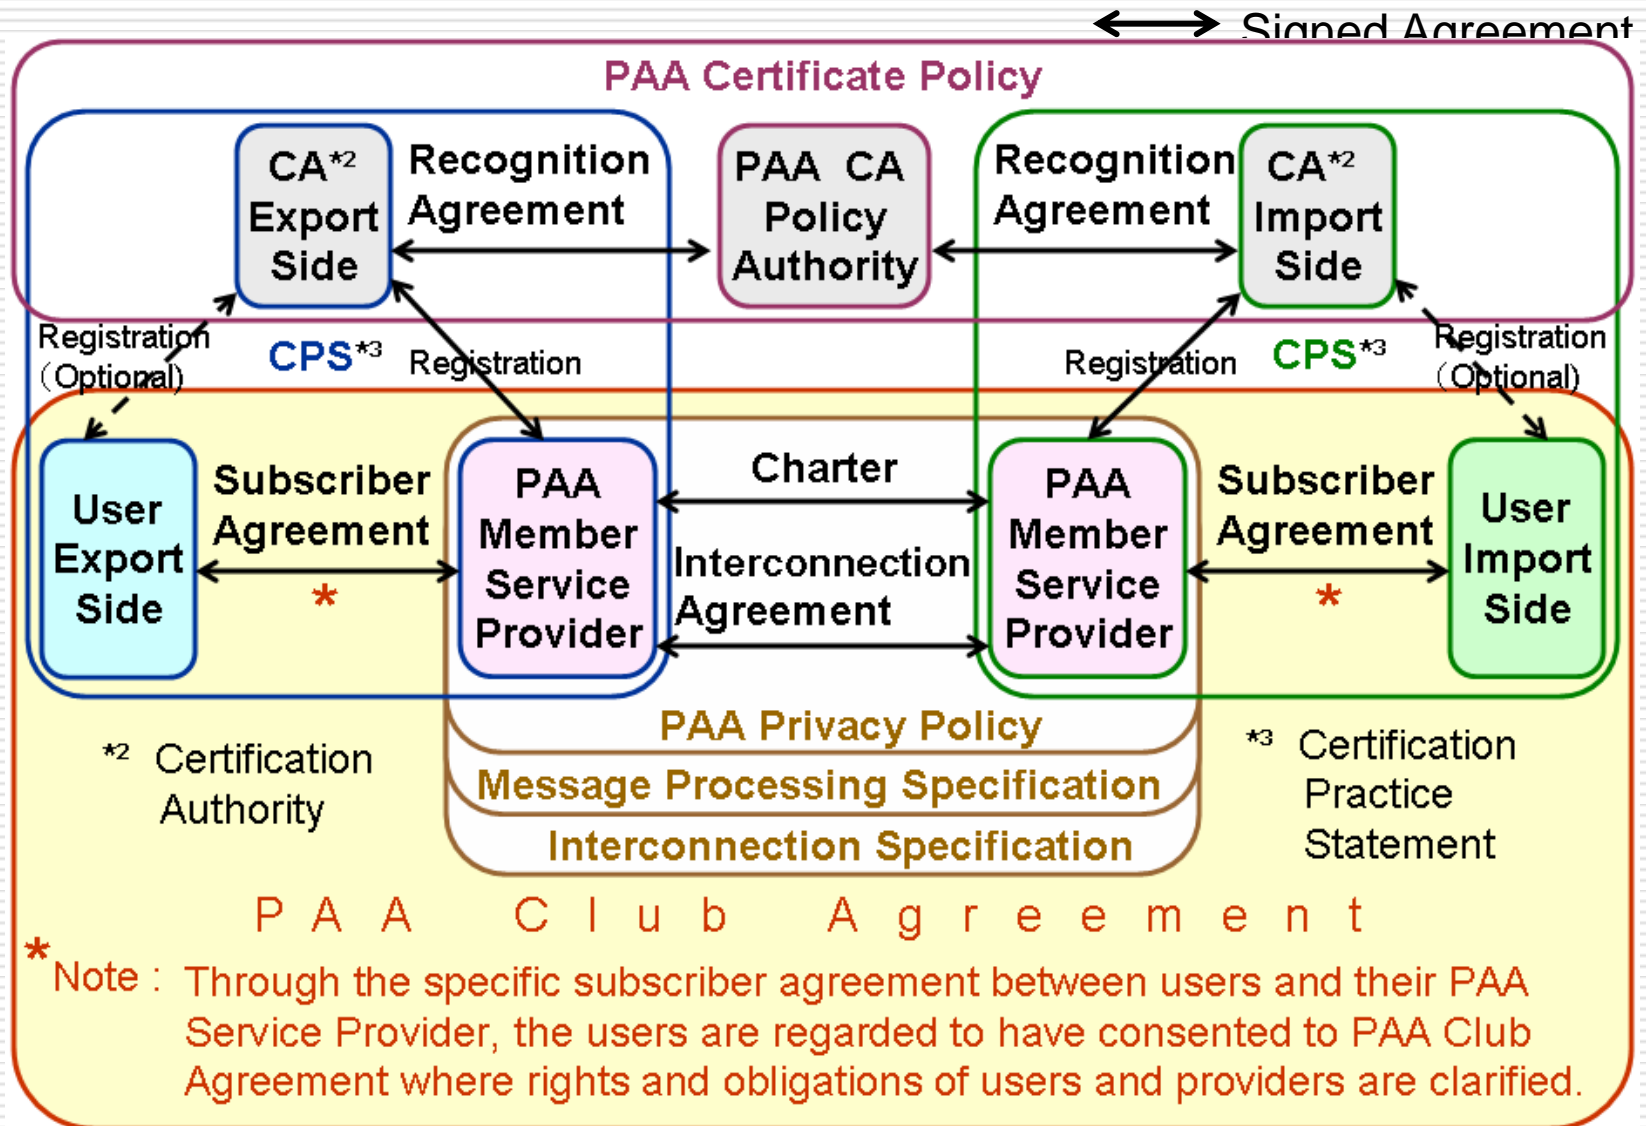 Signed Agreement
PAA Certificate Policy
CA*2
Export
Side
Recognition
Agreement
PAA CA
Policy
Authority
Recognition
Agreement
CA*2
Import
Side
Registration
(Optional)
CPS*3
Registration
Registration
CPS*3
Registration
(Optional)
User
Export
Side
Subscriber
Agreement
*
PAA
Member
Service
Provider
Charter
Interconnection
Agreement
PAA
Member
Service
Provider
Subscriber
Agreement
*
User
Import
Side
PAA Privacy Policy
Message Processing Specification
Interconnection Specification
*2 Certification
Authority
*3 Certification
Practice
Statement
PAA Club Agreement
*Note : Through the specific subscriber agreement between users and their PAA
Service Provider, the users are regarded to have consented to PAA Club
Agreement where rights and obligations of users and providers are clarified.